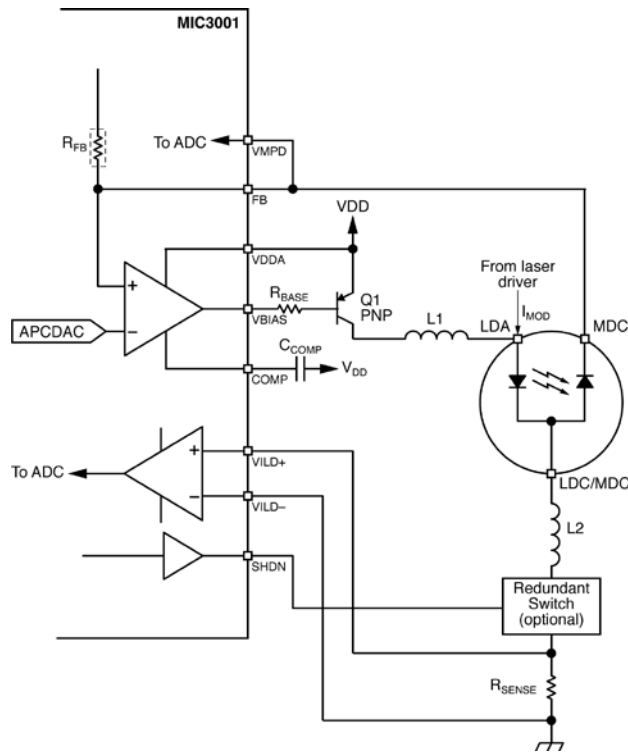 MIC3001
RFB
To ADC
VMPD
FB
VDD
VDDA
From laser
driver
RBASE
Q1
PNP
L1
IMOD
LDA
MDC
APCDAC
VBIAS
CCOMP
VDD
COMP
VILD+
To ADC
LDC/MDC
VILD–
L2
SHDN
Redundant
Switch
(optional)
RSENSE
+
–
+
–